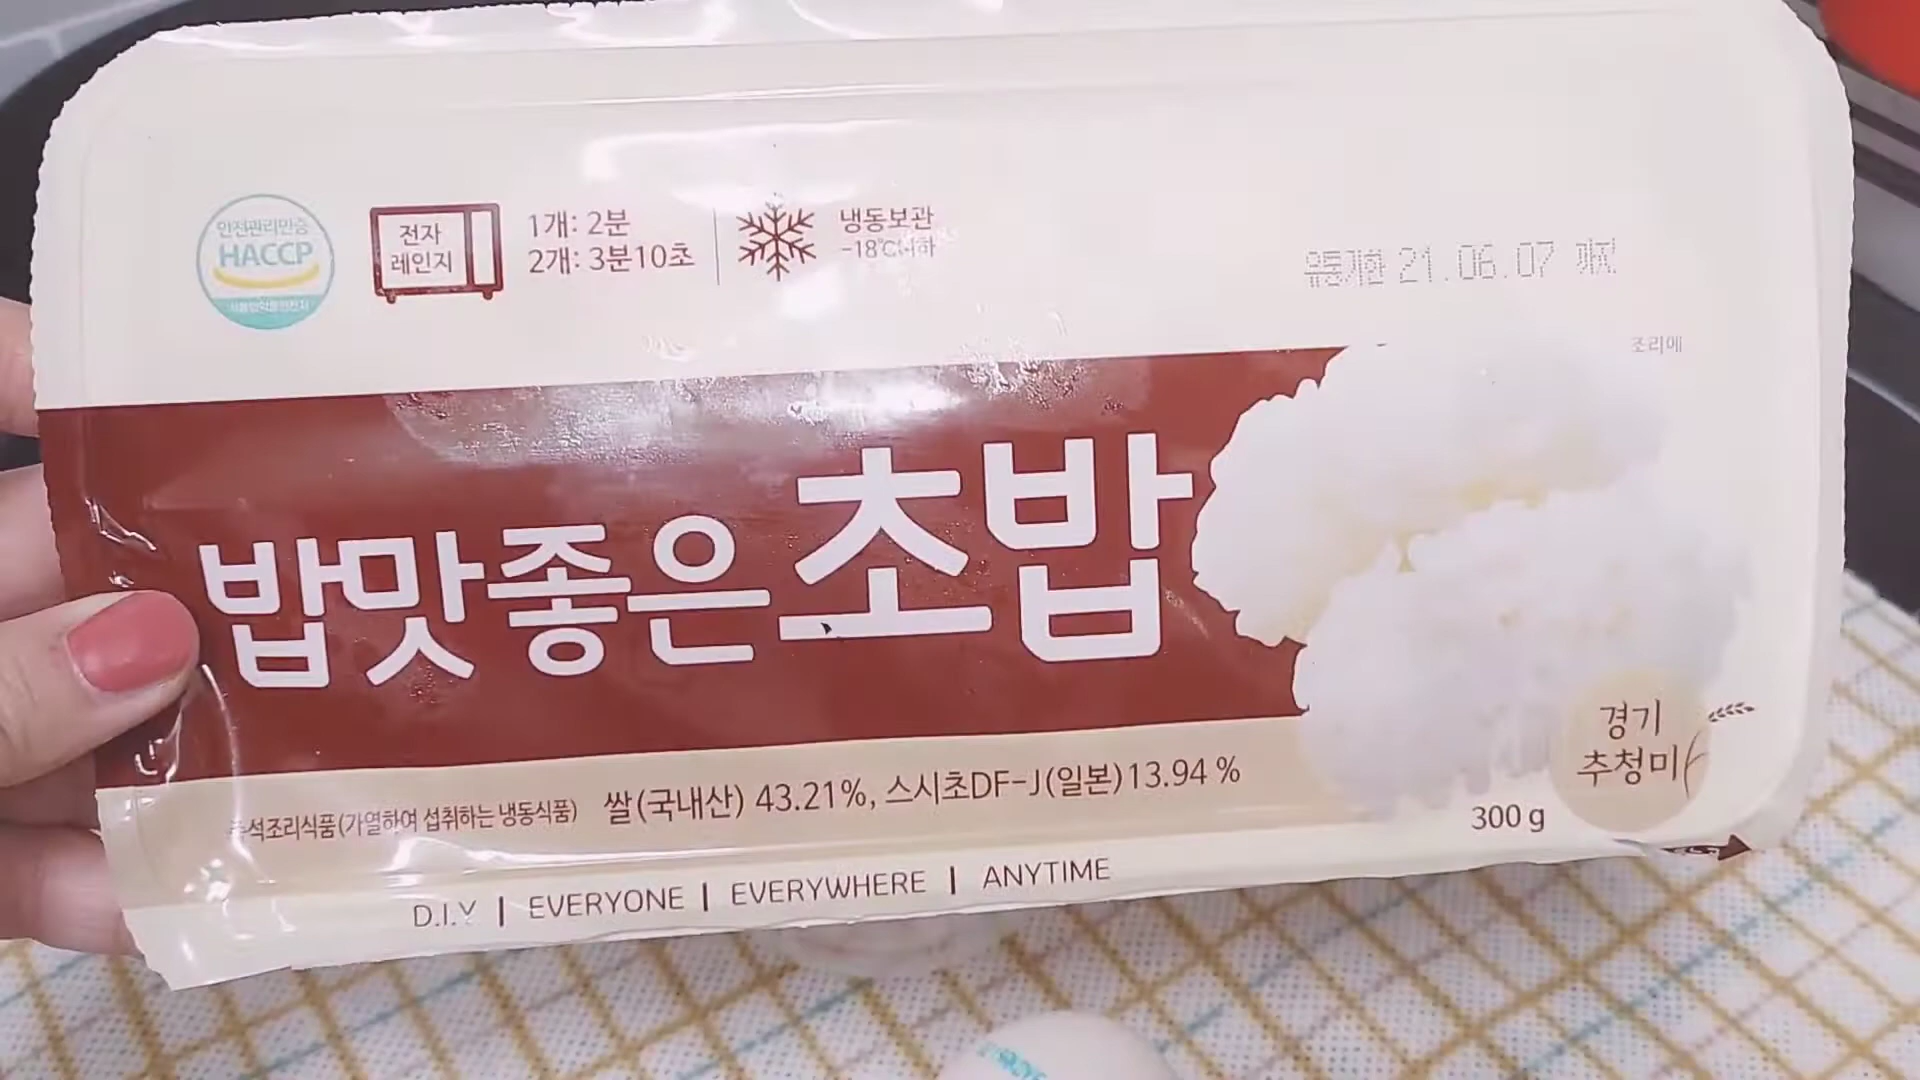 안전관리인증
HACCP
전자
레인지
1개: 2분
2개: 3분10초
냉동보관
-18℃이하
유통기한 21.06.07 까지
조리예
밥맛좋은초밥
경기
추청미
즉석조리식품(가열하여 섭취하는 냉동식품) 쌀(국내산) 43.21%, 스시초DF-J(일본)13.94 %
300 g
D.I.Y | EVERYONE | EVERYWHERE | ANYTIME